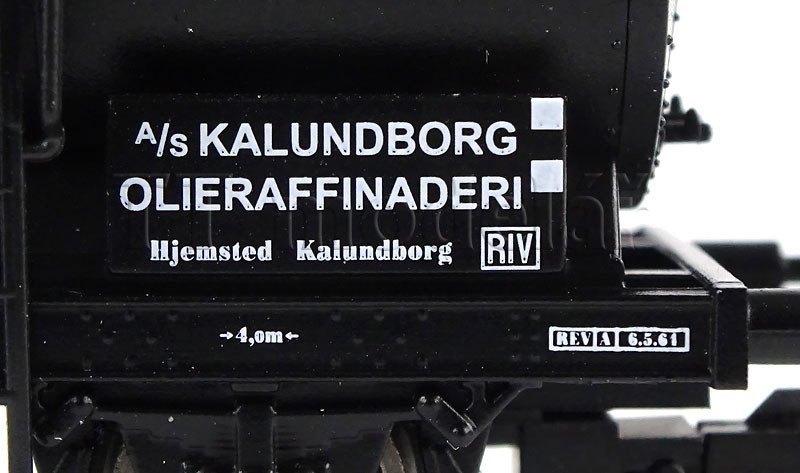 A/s KALUNDBORG
OLIERAFFINADERI
Hjemsted Kalundborg RIV
→4,0m←
REV A 6.5.61